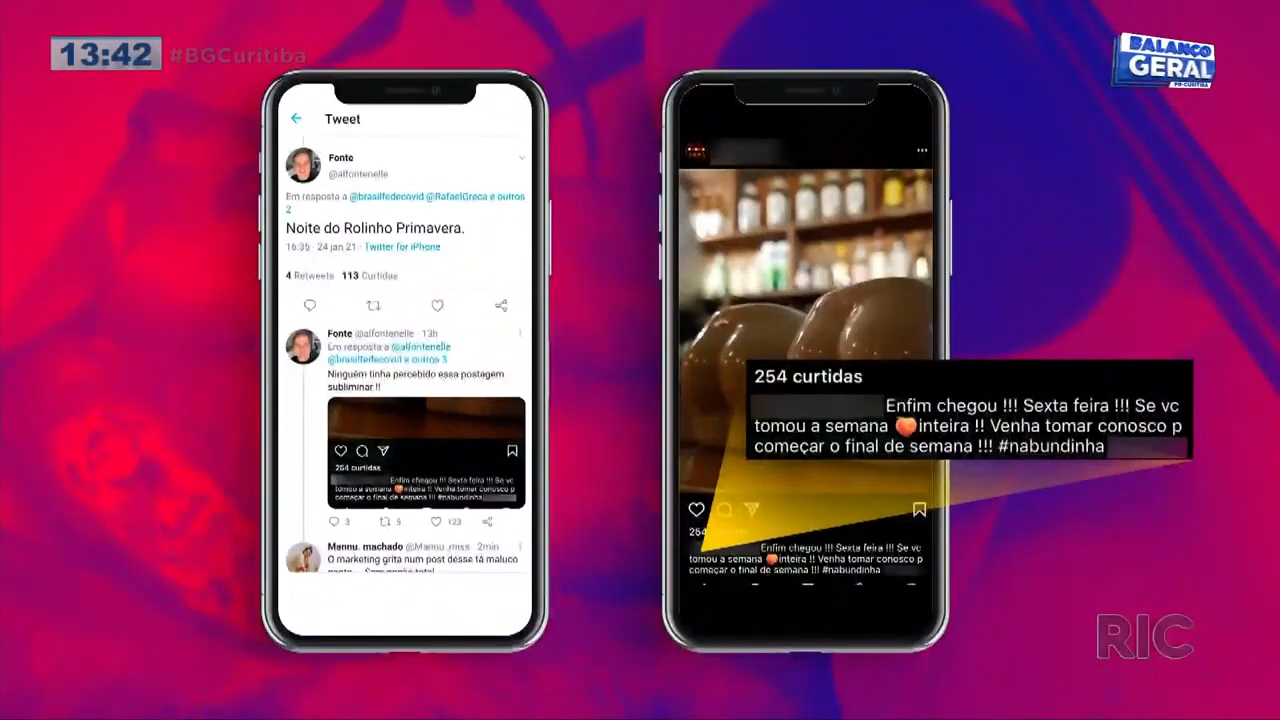 13:42 #BGCuritiba
BALANÇO
GERAL
PR-CURITIBA
Tweet
Fonte
@alfontenelle
Em resposta a @brasilfedecovid @RafaelGreca e outros
2
Noite do Rolinho Primavera.
16:35 · 24 jan 21 · Twitter for iPhone
4 Retweets 113 Curtidas
Fonte @alfontenelle · 13h
Em resposta a @alfontenelle
@brasilfedecovid e outros 3
Ninguém tinha percebido essa postagem
subliminar !!
254 curtidas
Enfim chegou !!! Sexta feira !!! Se vc
tomou a semana 🍑inteira !! Venha tomar conosco p
começar o final de semana !!! #nabundinha
3 5 123
Mannu. machado @Mannu_miss 2min
O marketing grita num post desse tá maluco
254 curtidas
Enfim chegou !!! Sexta feira !!! Se vc
tomou a semana 🍑inteira !! Venha tomar conosco p
começar o final de semana !!! #nabundinha
254
Enfim chegou !!! Sexta feira !!! Se vc
tomou a semana 🍑inteira !! Venha tomar conosco p
começar o final de semana !!! #nabundinha
RIC